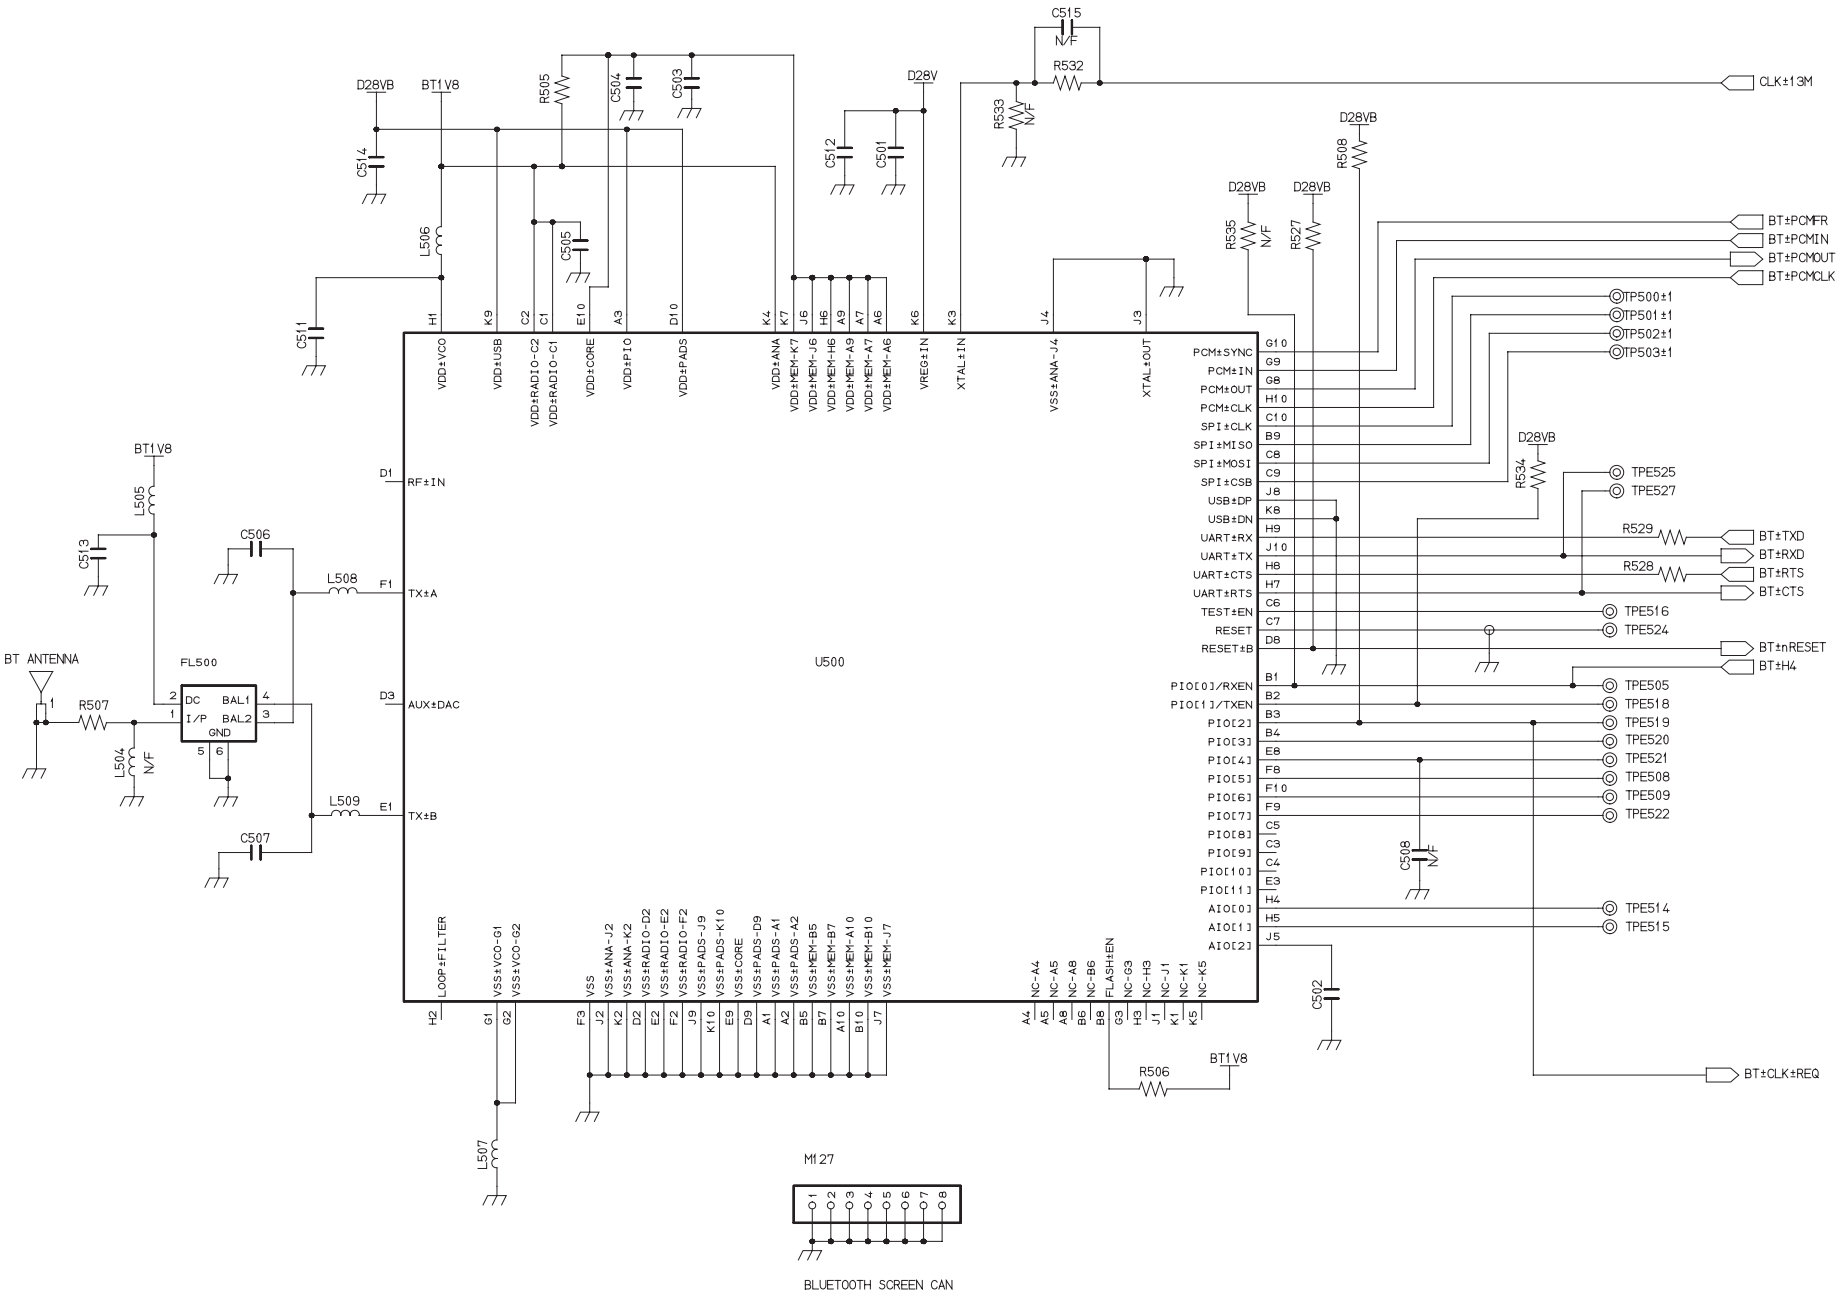 C515
N/F
R532
CLK±13M
R533
N/F
D28VB
BT1V8
R505
C504
C503
C514
D28V
C512
C501
D28VB
R508
D28VB
D28VB
R535
N/F
R527
L506
C505
C511
BT±PCMFR
BT±PCMIN
BT±PCMOUT
BT±PCMCLK
TP500±1
TP501±1
TP502±1
TP503±1
H1
K9
C2
C1
E10
A3
D10
K4
K7
J6
H6
A9
A7
A6
K6
K3
J4
J3
VDD±VCO
VDD±USB
VDD±RADIO-C2
VDD±RADIO-C1
VDD±CORE
VDD±PIO
VDD±PADS
VDD±ANA
VDD±MEM-K7
VDD±MEM-J6
VDD±MEM-H6
VDD±MEM-A9
VDD±MEM-A7
VDD±MEM-A6
VREG±IN
XTAL±IN
VSS±ANA-J4
XTAL±OUT
PCM±SYNC G10
PCM±IN G9
PCM±OUT G8
PCM±CLK H10
SPI±CLK C10
SPI±MISO B9
SPI±MOSI C8
SPI±CSB C9
USB±DP J8
USB±DN K8
UART±RX H9
UART±TX J10
UART±CTS H8
UART±RTS H7
TEST±EN C6
RESET C7
RESET±B D8
PIO[0]/RXEN B1
PIO[1]/TXEN B2
PIO[2] B3
PIO[3] B4
PIO[4] E8
PIO[5] F8
PIO[6] F10
PIO[7] F9
PIO[8] C5
PIO[9] C3
PIO[10] C4
PIO[11] E3
AIO[0] H4
AIO[1] H5
AIO[2] J5
D28VB
R534
TPE525
TPE527
R529
BT±TXD
BT±RXD
R528
BT±RTS
BT±CTS
TPE516
TPE524
BT±nRESET
BT±H4
TPE505
TPE518
TPE519
TPE520
TPE521
TPE508
TPE509
TPE522
C508
N/F
TPE514
TPE515
C502
BT±CLK±REQ
BT1V8
L505
C513
C506
L508
D1 RF±IN
F1 TX±A
D3 AUX±DAC
E1 TX±B
U500
BT ANTENNA
1
R507
L504
N/F
FL500
2 DC BAL1 4
1 I/P BAL2 3
GND
5 6
L509
C507
LOOP±FILTER
VSS±VCO-G1
VSS±VCO-G2
VSS
VSS±ANA-J2
VSS±ANA-K2
VSS±RADIO-D2
VSS±RADIO-E2
VSS±RADIO-F2
VSS±PADS-J9
VSS±PADS-K10
VSS±CORE
VSS±PADS-D9
VSS±PADS-A1
VSS±PADS-A2
VSS±MEM-B5
VSS±MEM-B7
VSS±MEM-A10
VSS±MEM-B10
VSS±MEM-J7
NC-A4
NC-A5
NC-A8
NC-B6
FLASH±EN
NC-G3
NC-H3
NC-J1
NC-K1
NC-K5
H2
G1
G2
F3
J2
K2
D2
E2
F2
J9
K10
E9
D9
A1
A2
B5
B7
A10
B10
J7
A4
A5
A8
B6
B8
G3
H3
J1
K1
K5
L507
R506
BT1V8
M127
1 2 3 4 5 6 7 8
BLUETOOTH SCREEN CAN